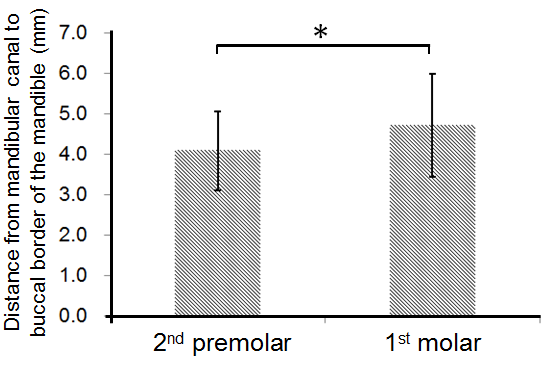 Distance from mandibular canal to
buccal border of the mandible (mm)
7.0
6.0
5.0
4.0
3.0
2.0
1.0
0.0
*
2nd premolar
1st molar